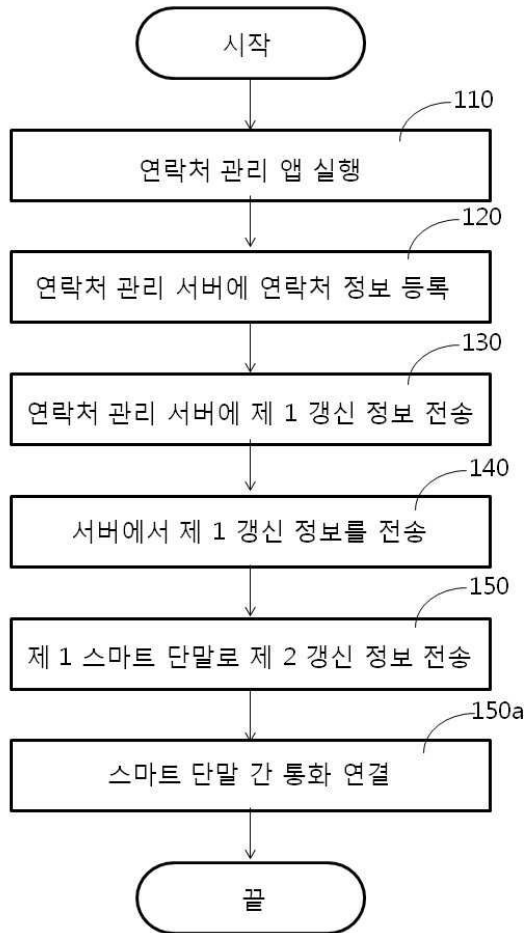 시작
110
연락처 관리 앱 실행
120
연락처 관리 서버에 연락처 정보 등록
130
연락처 관리 서버에 제 1 갱신 정보 전송
140
서버에서 제 1 갱신 정보를 전송
150
제 1 스마트 단말로 제 2 갱신 정보 전송
150a
스마트 단말 간 통화 연결
끝